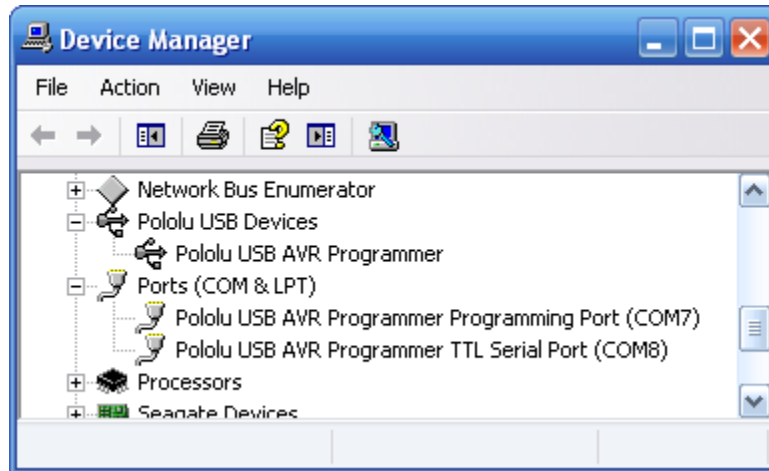 Device Manager
File Action View Help
Network Bus Enumerator
Pololu USB Devices
Pololu USB AVR Programmer
Ports (COM & LPT)
Pololu USB AVR Programmer Programming Port (COM7)
Pololu USB AVR Programmer TTL Serial Port (COM8)
Processors
Seagate Devices